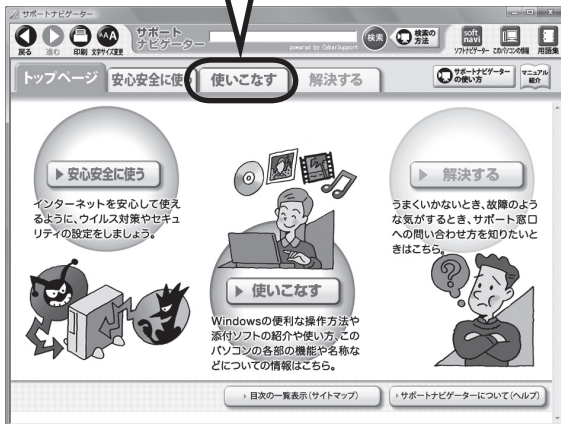 サポートナビゲーター
戻る 進む 印刷 文字サイズ変更
サポート
ナビゲーター
powered by CyberSupport
検索
検索の
方法
soft
navi
ソフトナビゲーター このパソコンの情報 用語集
トップページ 安心安全に使う 使いこなす 解決する
サポートナビゲーター
の使い方
マニュアル
紹介
安心安全に使う
インターネットを安心して使え
るように、ウイルス対策やセキュ
リティの設定をしましょう。
使いこなす
Windowsの便利な操作方法や
添付ソフトの紹介や使い方、この
パソコンの各部の機能や名称な
どについての情報はこちら。
解決する
うまくいかないとき、故障のよう
な気がするとき、サポート窓口
への問い合わせ方を知りたいと
きはこちら。
?
目次の一覧表示(サイトマップ)
サポートナビゲーターについて(ヘルプ)